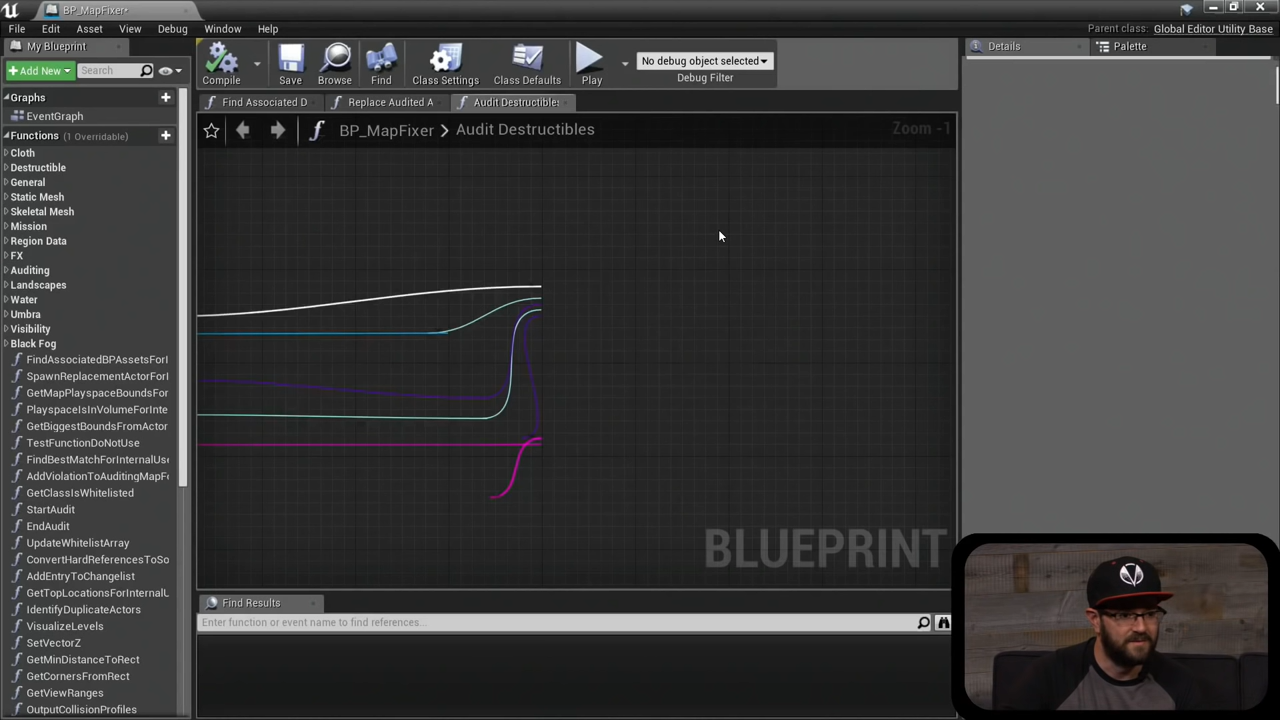 BP_MapFixer*
File Edit Asset View Debug Window Help
Parent class: Global Editor Utility Base
My Blueprint
Details
Palette
Add New
Search
Compile
Save
Browse
Find
Class Settings
Class Defaults
Play
No debug object selected
Debug Filter
Find Associated D
Replace Audited A
Audit Destructibles
BP_MapFixer > Audit Destructibles
Zoom -1
Graphs
EventGraph
Functions (1 Overridable)
Cloth
Destructible
General
Static Mesh
Skeletal Mesh
Mission
Region Data
FX
Auditing
Landscapes
Water
Umbra
Visibility
Black Fog
FindAssociatedBPAssetsForI
SpawnReplacementActorForI
GetMapPlayspaceBoundsFor
PlayspaceIsInVolumeForInte
GetBiggestBoundsFromActor
TestFunctionDoNotUse
FindBestMatchForInternalUse
AddViolationToAuditingMapFo
GetClassIsWhitelisted
StartAudit
EndAudit
UpdateWhitelistArray
ConvertHardReferencesToSo
AddEntryToChangelist
GetTopLocationsForInternalU
IdentifyDuplicateActors
VisualizeLevels
SetVectorZ
GetMinDistanceToRect
GetCornersFromRect
GetViewRanges
OutputCollisionProfiles
BLUEPRINT
Find Results
Enter function or event name to find references...